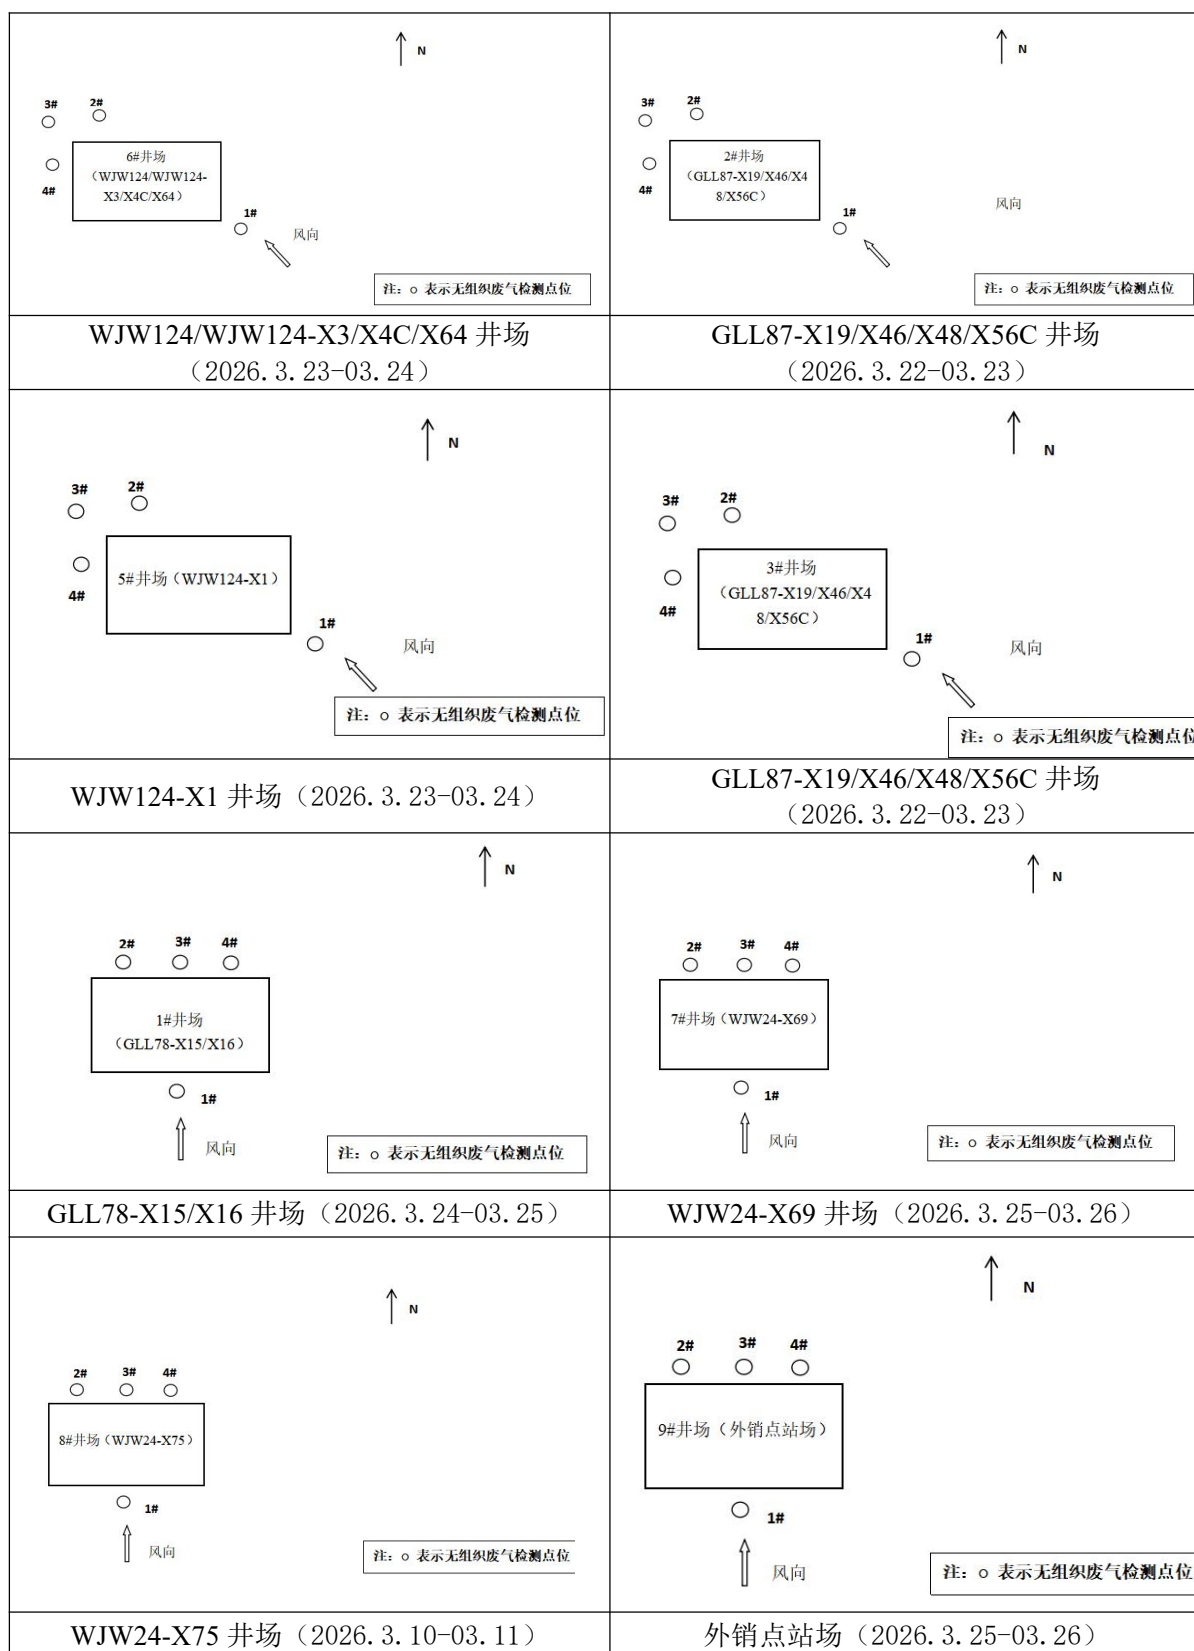 N
3#
2#
6#井场
（WJW124/WJW124-
X3/X4C/X64）
4#
1#
风向
注：○ 表示无组织废气检测点位
WJW124/WJW124-X3/X4C/X64 井场
（2026.3.23-03.24）
N
3#
2#
2#井场
（GLL87-X19/X46/X4
8/X56C）
4#
1#
风向
注：○ 表示无组织废气检测点位
GLL87-X19/X46/X48/X56C 井场
（2026.3.22-03.23）
N
3#
2#
5#井场（WJW124-X1）
4#
1#
风向
注：○ 表示无组织废气检测点位
WJW124-X1 井场（2026.3.23-03.24）
N
3#
2#
3#井场
（GLL87-X19/X46/X4
8/X56C）
4#
1#
风向
注：○ 表示无组织废气检测点位
GLL87-X19/X46/X48/X56C 井场
（2026.3.22-03.23）
N
2# 3# 4#
1#井场
（GLL78-X15/X16）
1#
风向
注：○ 表示无组织废气检测点位
GLL78-X15/X16 井场（2026.3.24-03.25）
N
2# 3# 4#
7#井场（WJW24-X69）
1#
风向
注：○ 表示无组织废气检测点位
WJW24-X69 井场（2026.3.25-03.26）
N
2# 3# 4#
8#井场（WJW24-X75）
1#
风向
注：○ 表示无组织废气检测点位
WJW24-X75 井场（2026.3.10-03.11）
N
2# 3# 4#
9#井场（外销点站场）
1#
风向
注：○ 表示无组织废气检测点位
外销点站场（2026.3.25-03.26）